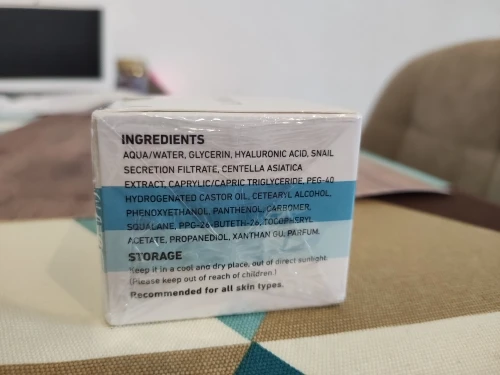 INGREDIENTS
AQUA/WATER, GLYCERIN, HYALURONIC ACID, SNAIL
SECRETION FILTRATE, CENTELLA ASIATICA
EXTRACT, CAPRYLIC/CAPRIC TRIGLYCERIDE, PEG-40
HYDROGENATED CASTOR OIL, CETEARYL ALCOHOL,
PHENOXYETHANOL, PANTHENOL, CARBOMER,
SQUALANE, PPG-26-BUTETH-26, TOCOPHERYL
ACETATE, PROPANEDIOL, XANTHAN GU, PARFUM.
STORAGE
Keep it in a cool and dry place, out of direct sunlight.
(Please keep out of reach of children.)
Recommended for all skin types.